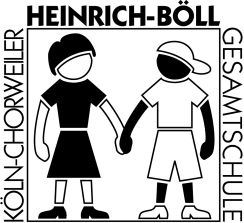 HEINRICH-BÖLL
KÖLN-CHORWEILER
GESAMTSCHULE